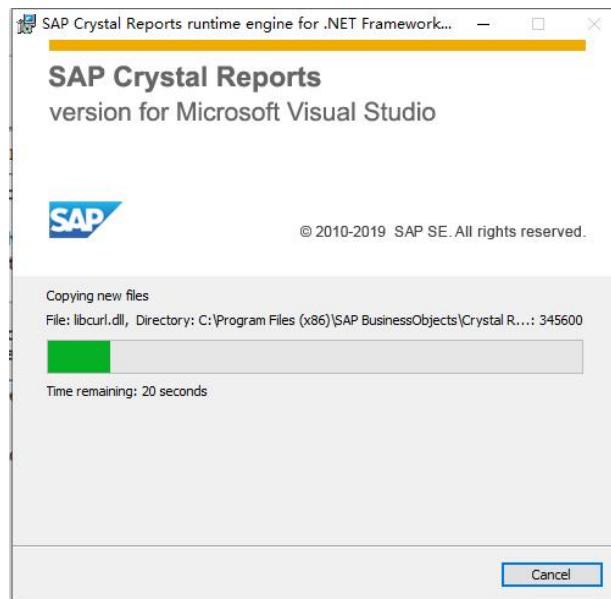 SAP Crystal Reports runtime engine for .NET Framework...
SAP Crystal Reports
version for Microsoft Visual Studio
SAP
© 2010-2019 SAP SE. All rights reserved.
Copying new files
File: libcurl.dll, Directory: C:\Program Files (x86)\SAP BusinessObjects\Crystal R...: 345600
Time remaining: 20 seconds
Cancel